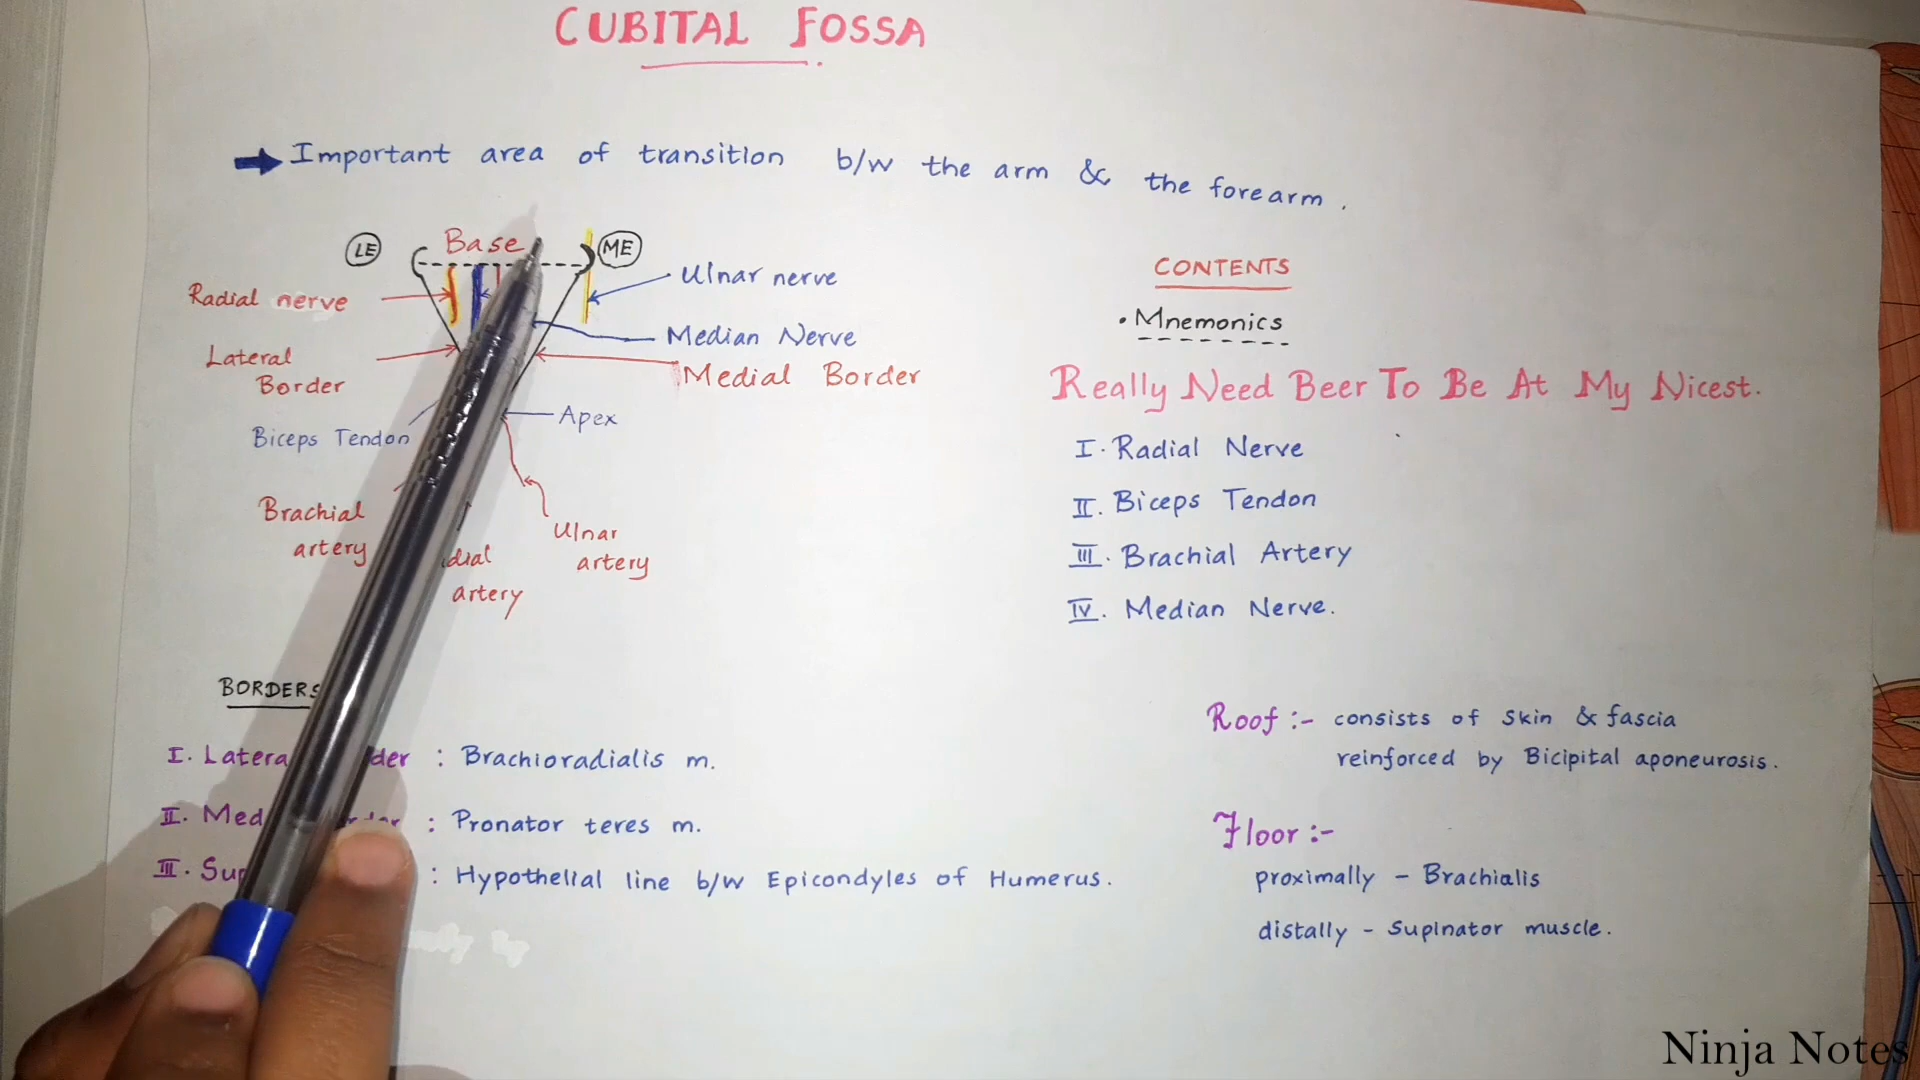 CUBITAL FOSSA
Important area of transition b/w the arm & the forearm.
LE
Base
ME
Radial nerve
Ulnar nerve
Median Nerve
Lateral
Border
Medial Border
Biceps Tendon
Apex
Brachial
artery
artery
Ulnar
artery
CONTENTS
• Mnemonics
Really Need Beer To Be At My Nicest.
I. Radial Nerve
II. Biceps Tendon
III. Brachial Artery
IV. Median Nerve.
BORDERS
I. : Brachioradialis m.
II. : Pronator teres m.
III. : Hypothelial line b/w Epicondyles of Humerus.
Roof :- consists of skin & fascia
reinforced by Bicipital aponeurosis.
Floor :-
proximally - Brachialis
distally - Supinator muscle.
Ninja Notes